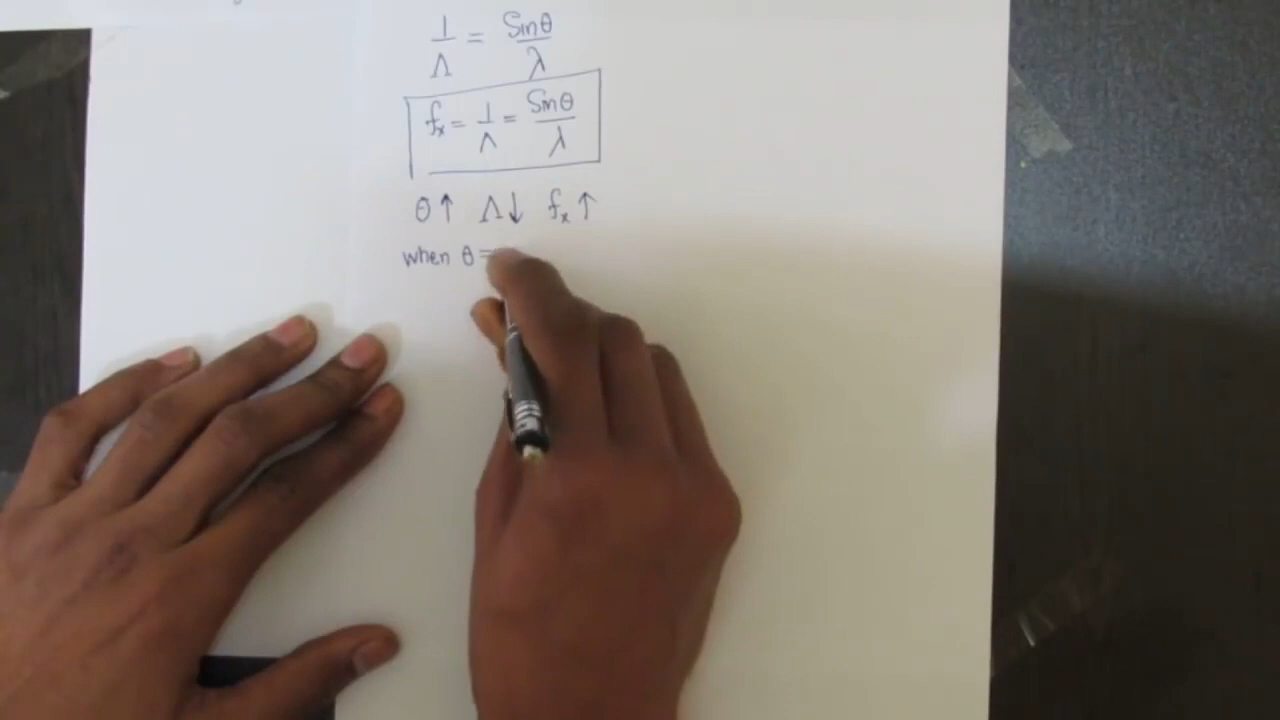 1/Λ = Sinθ/λ
fx = 1/Λ = Sinθ/λ
θ↑ Λ↓ fx↑
when θ =